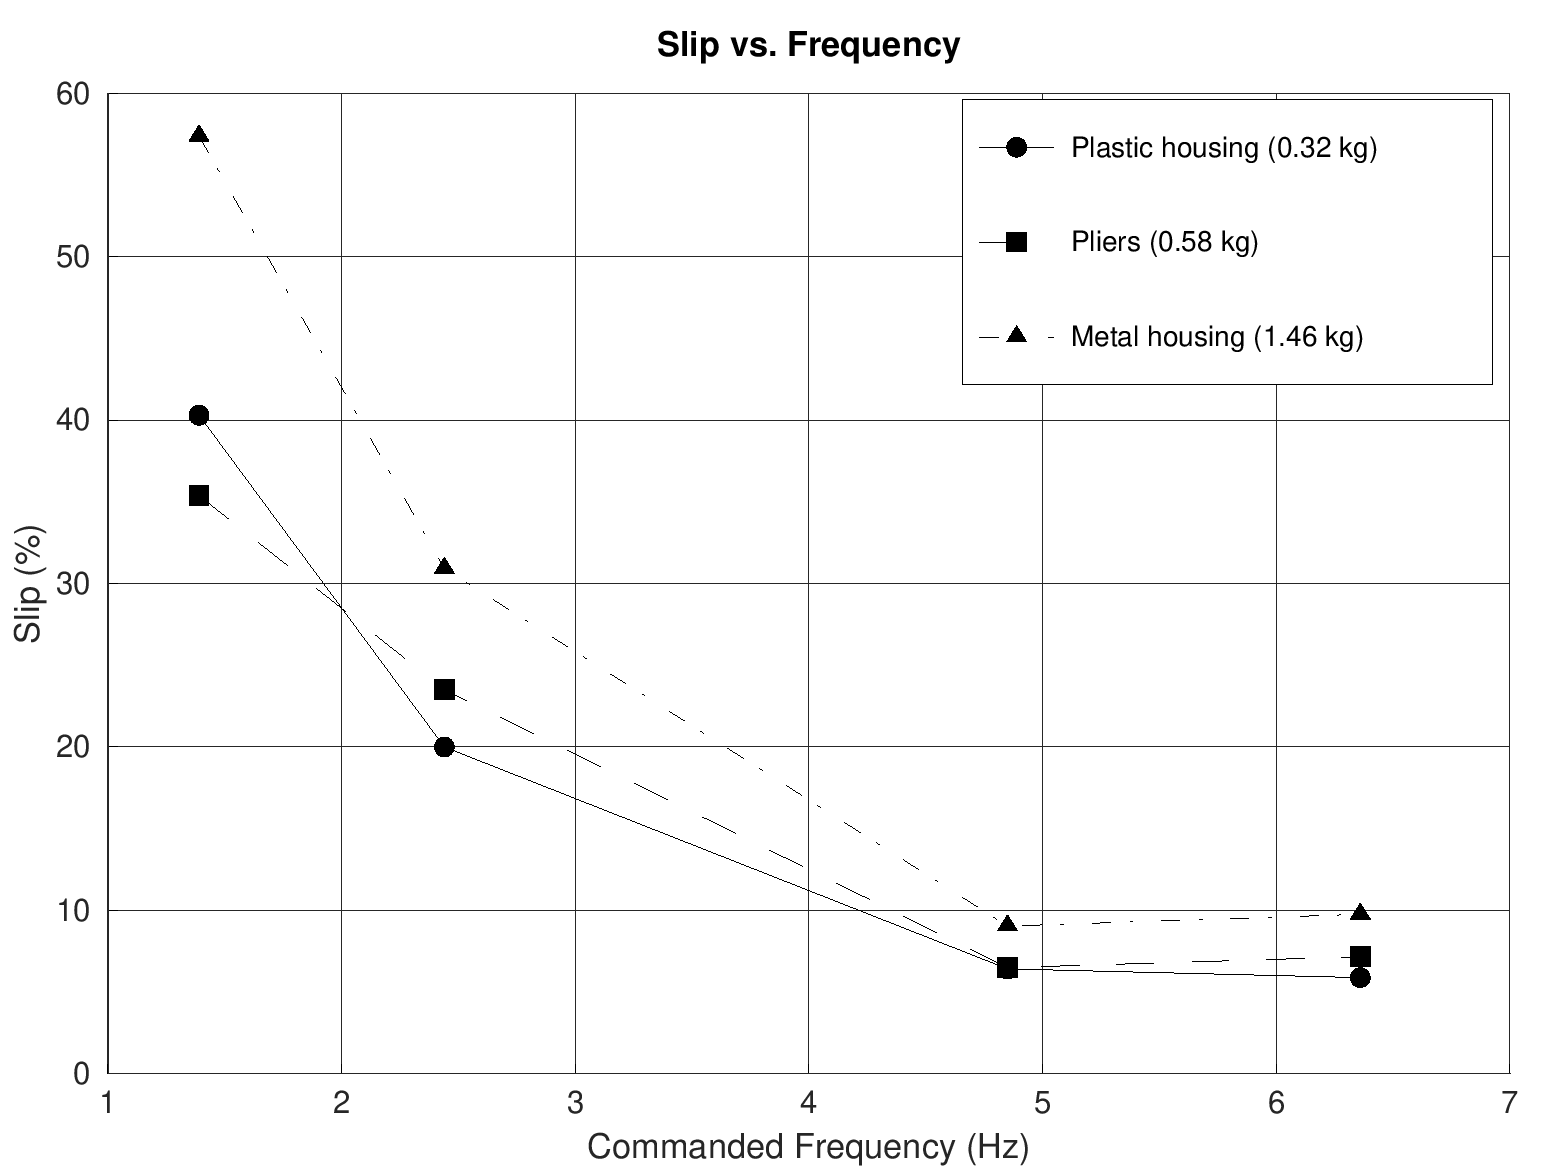 Slip vs. Frequency
60
50
40
30
20
10
0
Slip (%)
Plastic housing (0.32 kg)
Pliers (0.58 kg)
Metal housing (1.46 kg)
1 2 3 4 5 6 7
Commanded Frequency (Hz)